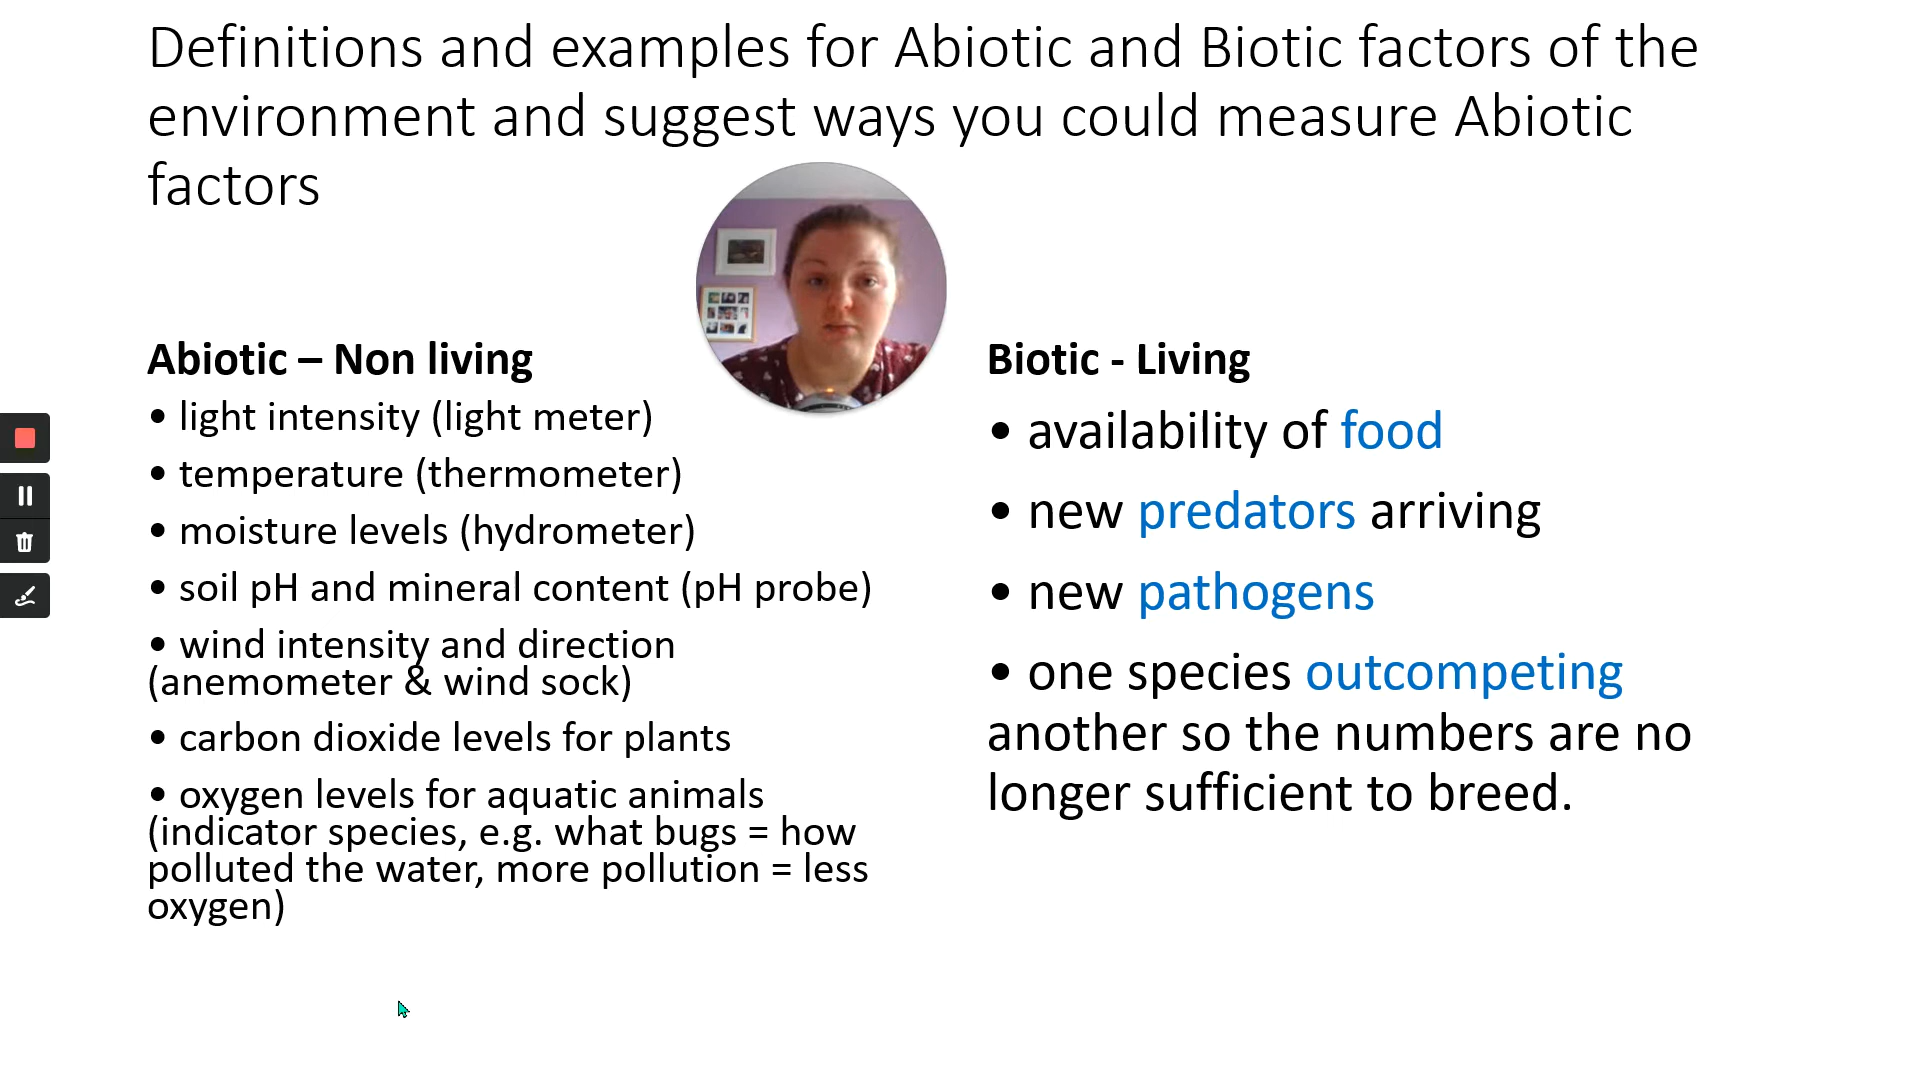 Definitions and examples for Abiotic and Biotic factors of the
environment and suggest ways you could measure Abiotic
factors
Abiotic – Non living
• light intensity (light meter)
• temperature (thermometer)
• moisture levels (hydrometer)
• soil pH and mineral content (pH probe)
• wind intensity and direction
(anemometer & wind sock)
• carbon dioxide levels for plants
• oxygen levels for aquatic animals
(indicator species, e.g. what bugs = how
polluted the water, more pollution = less
oxygen)
Biotic - Living
• availability of food
• new predators arriving
• new pathogens
• one species outcompeting
another so the numbers are no
longer sufficient to breed.